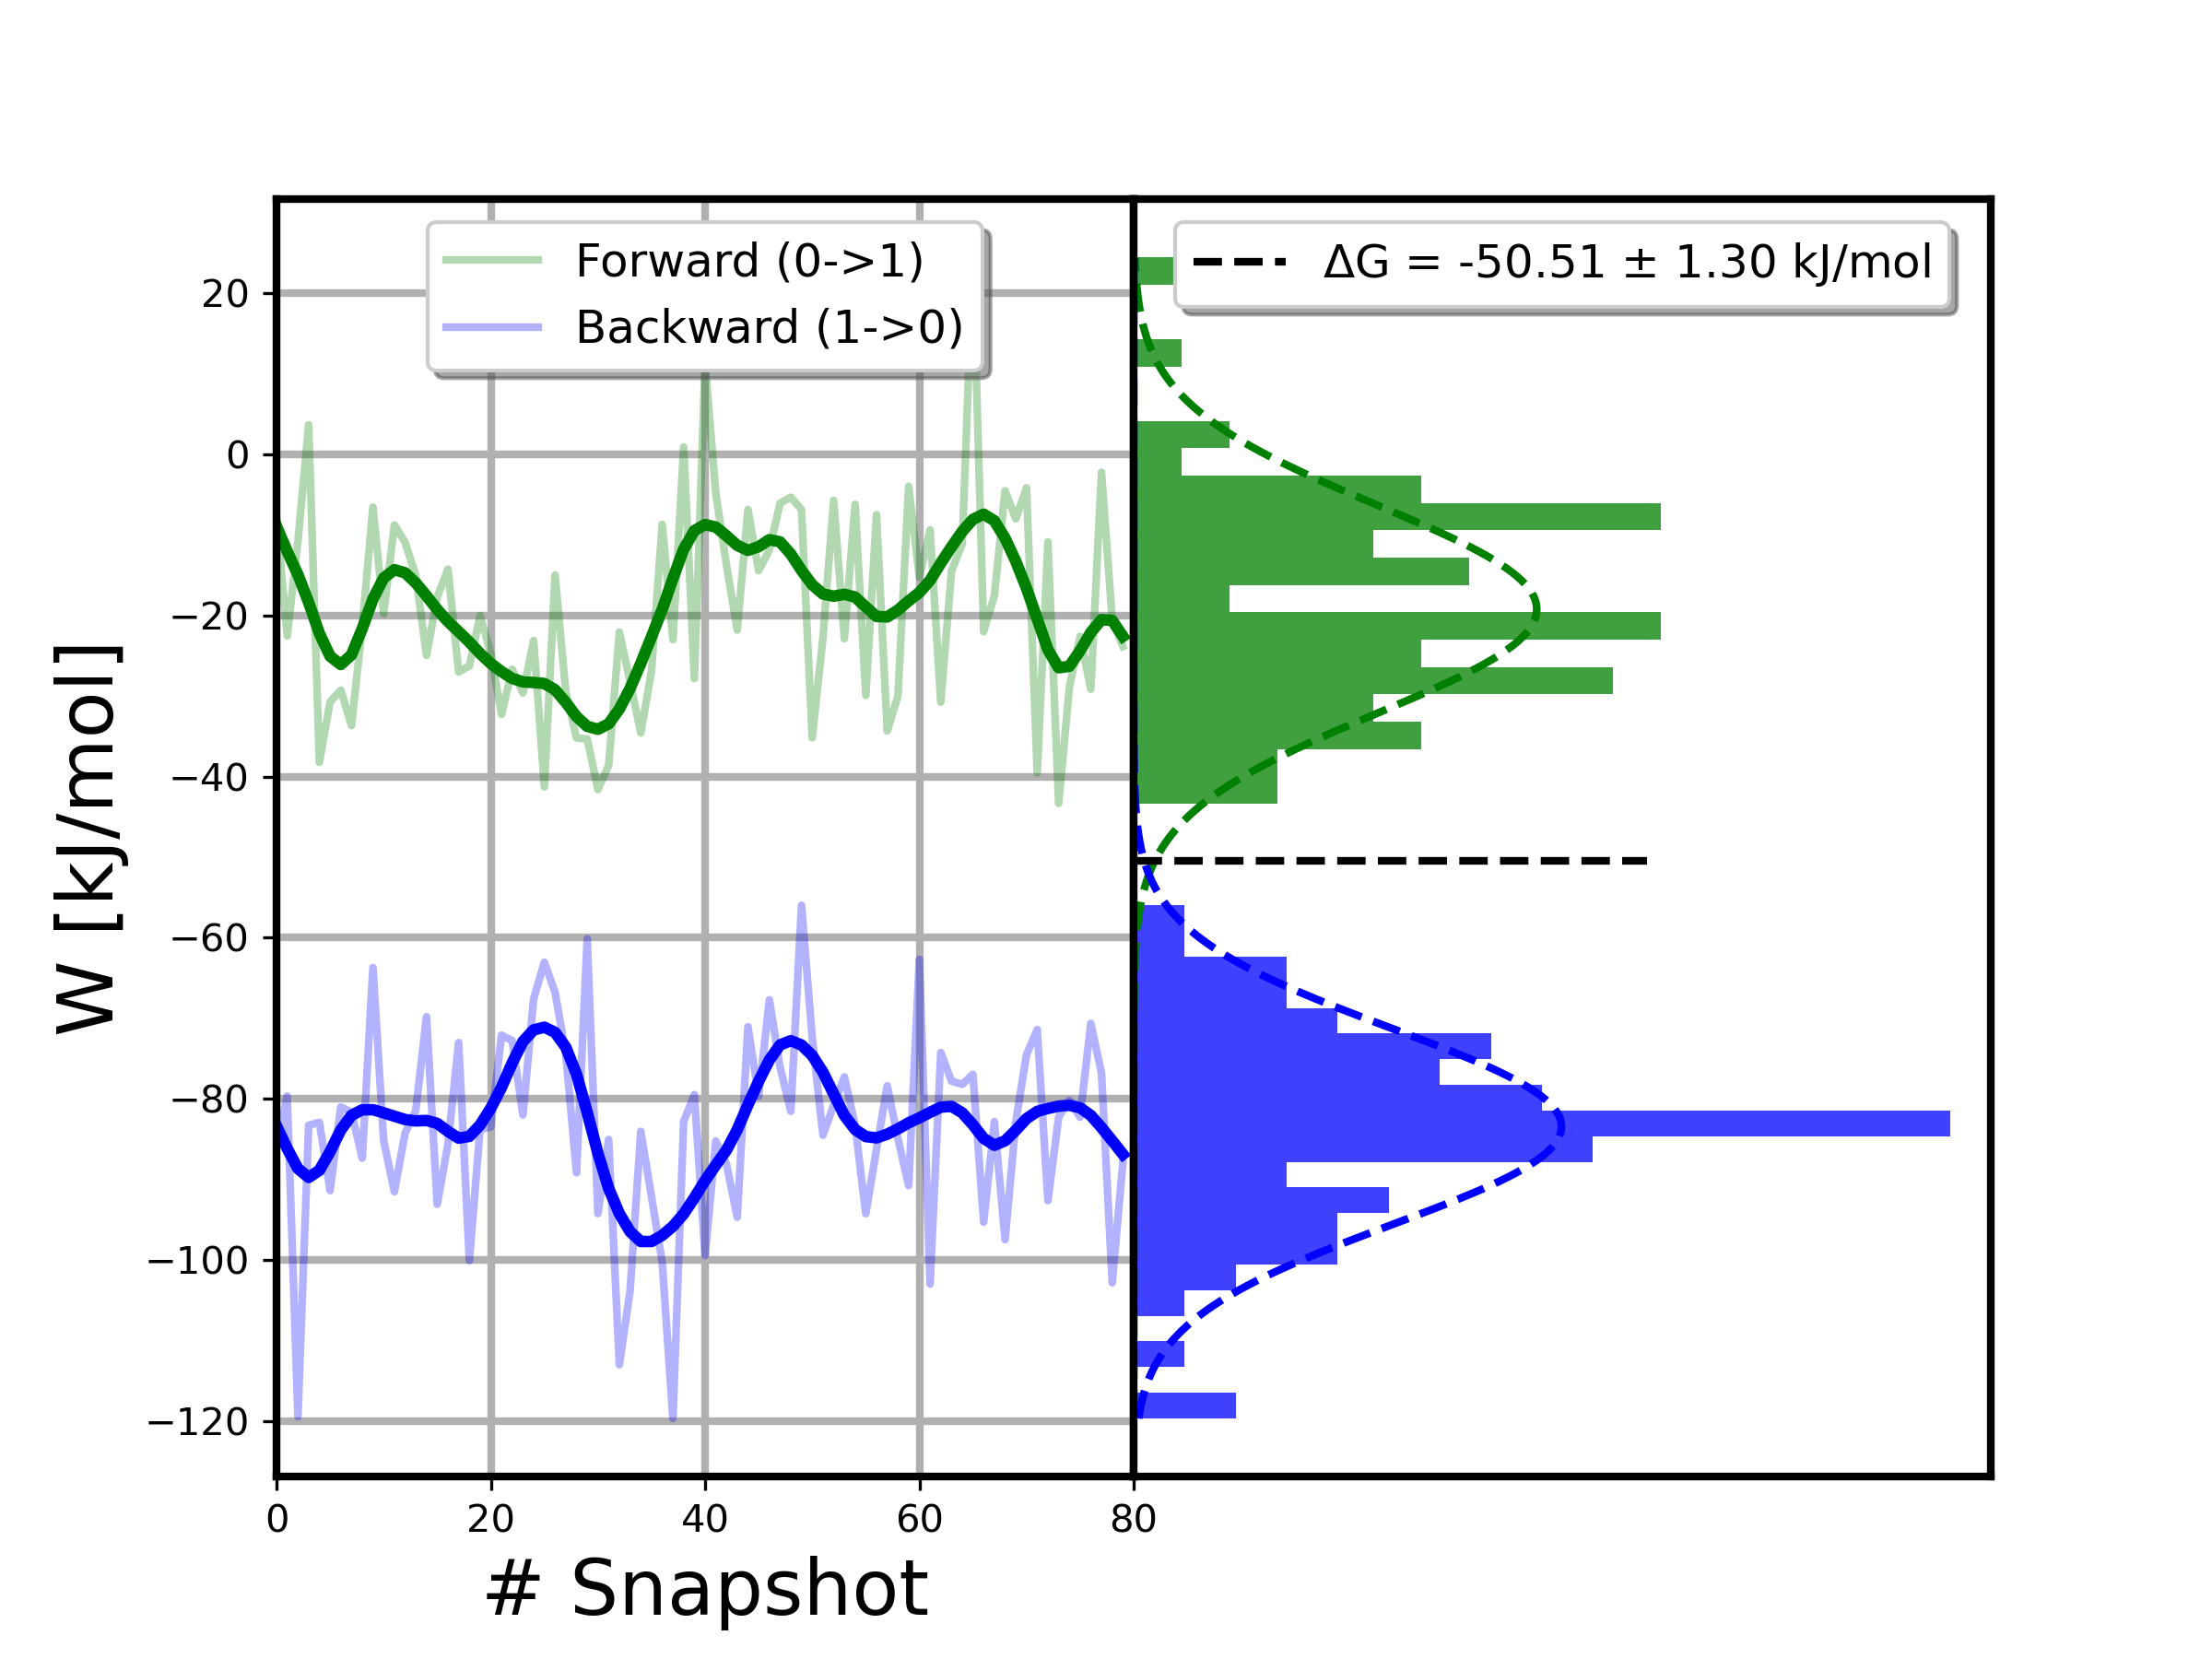 Forward (0->1)
Backward (1->0)
ΔG = -50.51 ± 1.30 kJ/mol
20
0
−20
−40
−60
−80
−100
−120
W [kJ/mol]
0 20 40 60 80
# Snapshot